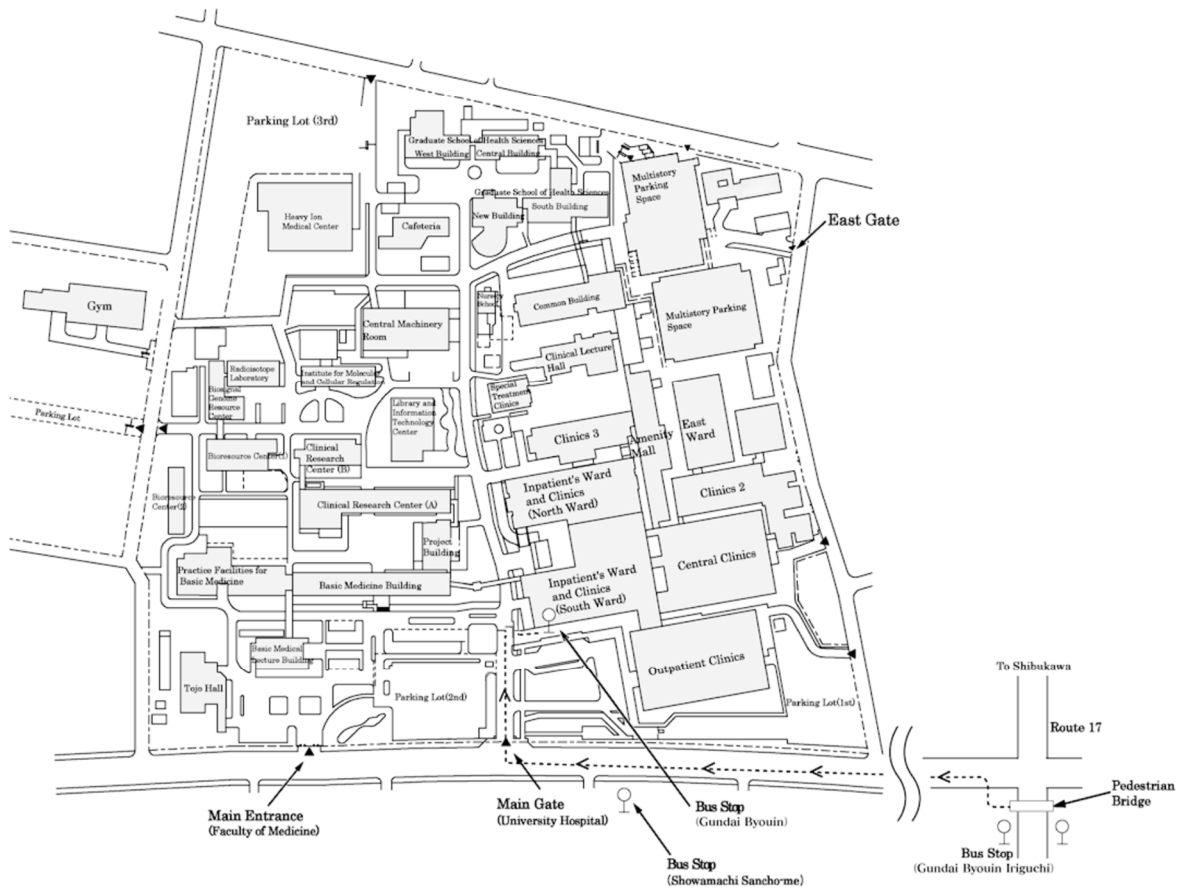 Parking Lot (3rd)
Graduate School of Health Sciences
West Building
Central Building
Multistory
Parking
Space
Graduate School of Health Sciences
South Building
New Building
Heavy Ion
Medical Center
Cafeteria
East Gate
Gym
Nursery
School
Common Building
Multistory Parking
Space
Central Machinery
Room
Clinical Lecture
Hall
Radioisotope
Laboratory
Institute for Molecular
and Cellular Regulation
Biosignal
Genome
Resource
Center
Special
Treatment
Clinics
Library and
Information
Technology
Center
Parking Lot
Clinics 3
Amenity
Mall
East
Ward
Bioresource Center(1)
Clinical
Research
Center (B)
Inpatient's Ward
and Clinics
(North Ward)
Clinics 2
Bioresource
Center(2)
Clinical Research Center (A)
Project
Building
Central Clinics
Practice Facilities for
Basic Medicine
Basic Medicine Building
Inpatient's Ward
and Clinics
(South Ward)
Basic Medical
Lecture Building
Outpatient Clinics
Tojo Hall
Parking Lot(2nd)
Parking Lot(1st)
To Shibukawa
Route 17
Pedestrian
Bridge
Main Entrance
(Faculty of Medicine)
Main Gate
(University Hospital)
Bus Stop
(Gundai Byouin)
Bus Stop
(Showamachi Sancho-me)
Bus Stop
(Gundai Byouin Iriguchi)